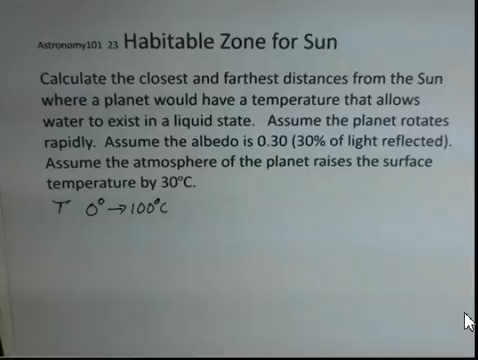 Astronomy101 23 Habitable Zone for Sun
Calculate the closest and farthest distances from the Sun
where a planet would have a temperature that allows
water to exist in a liquid state. Assume the planet rotates
rapidly. Assume the albedo is 0.30 (30% of light reflected).
Assume the atmosphere of the planet raises the surface
temperature by 30°C.
T 0° → 100°C